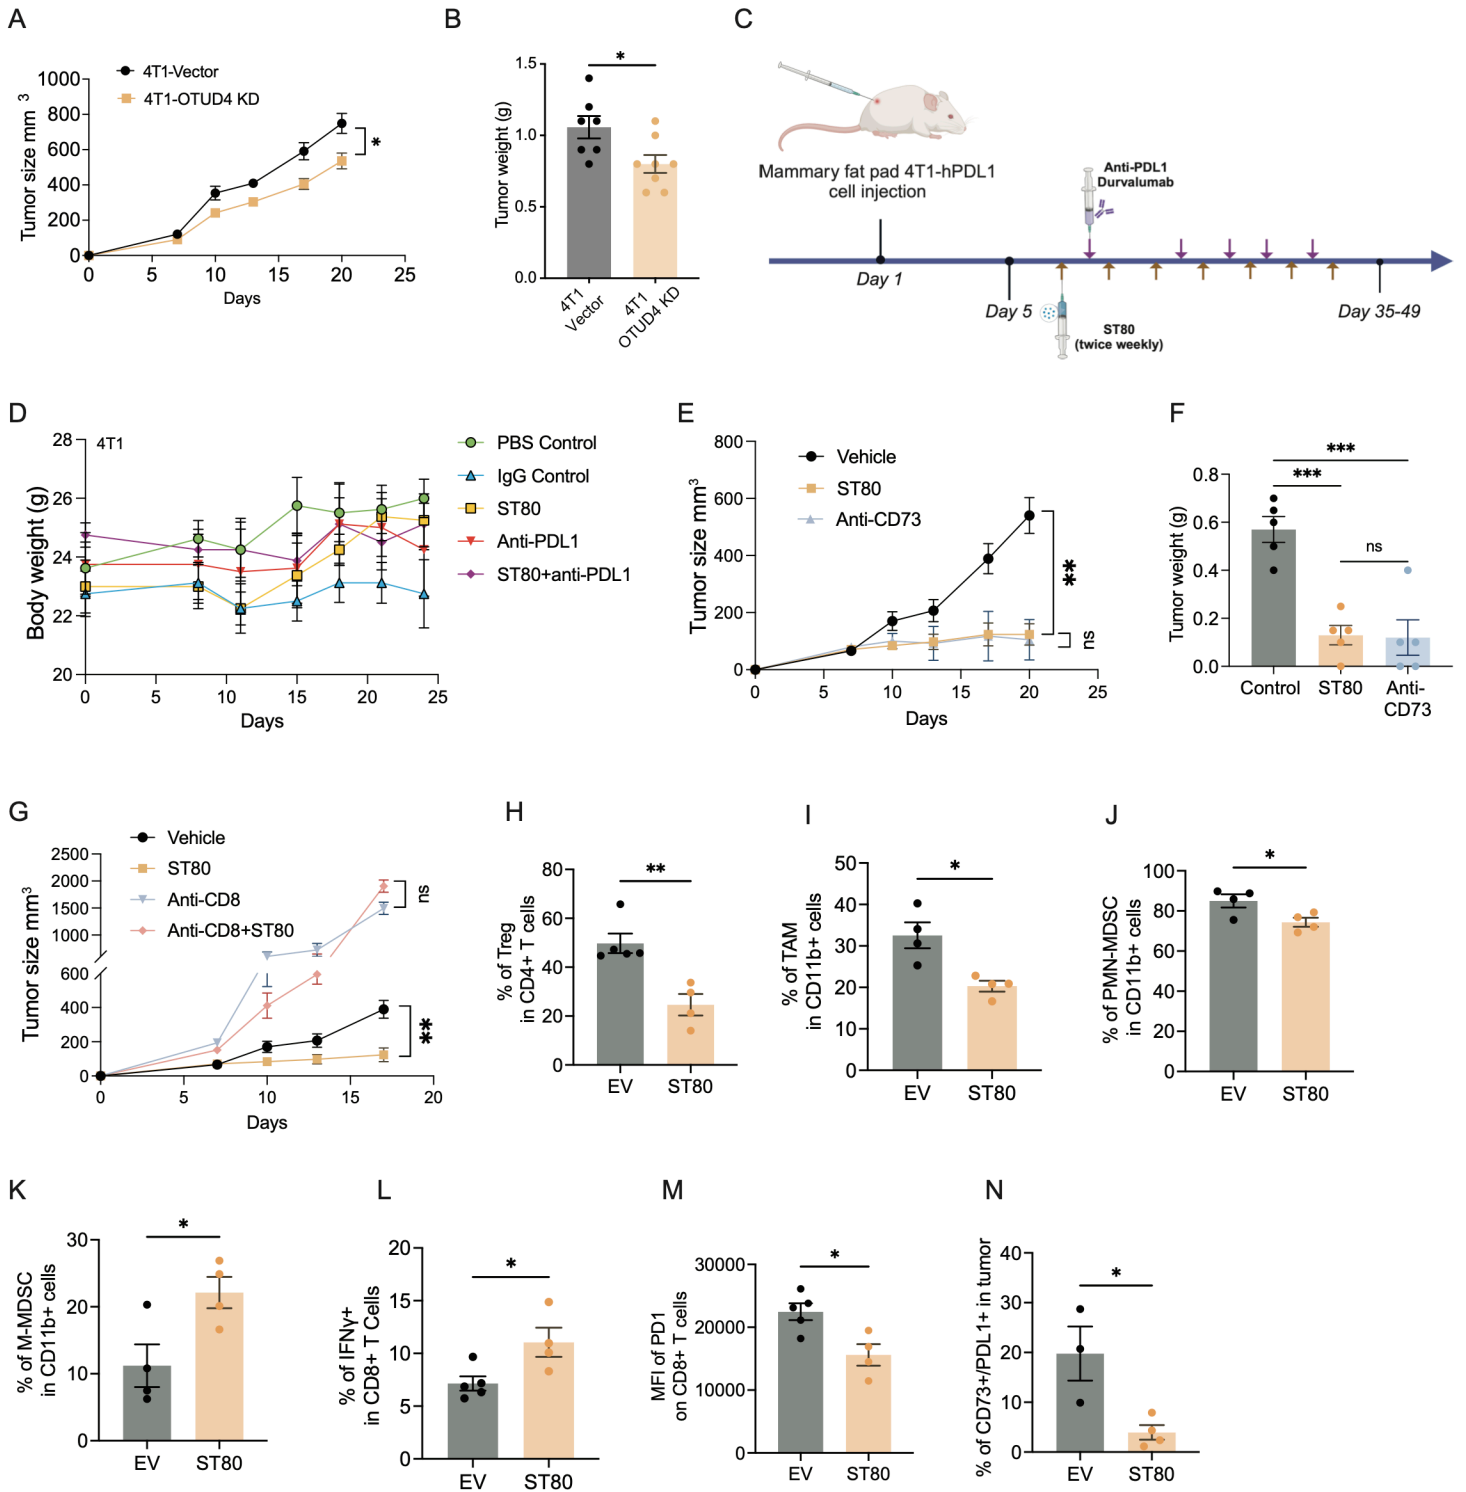 A
4T1-Vector
4T1-OTUD4 KD
Tumor size mm 3
1000
800
600
400
200
0
0
5
10
15
20
25
*
Days
B
*
Tumor weight (g)
1.5
1.0
0.5
0.0
4T1
Vector
4T1
OTUD4 KD
C
Mammary fat pad 4T1-hPDL1
cell injection
Anti-PDL1
Durvalumab
Day 1
Day 5
ST80
(twice weekly)
Day 35-49
D
4T1
Body weight (g)
28
26
24
22
20
0
5
10
15
20
25
Days
PBS Control
IgG Control
ST80
Anti-PDL1
ST80+anti-PDL1
E
Vehicle
ST80
Anti-CD73
Tumor size mm3
800
600
400
200
0
0
5
10
15
20
25
**
ns
Days
F
***
***
ns
Tumor weight (g)
0.8
0.6
0.4
0.2
0.0
Control
ST80
Anti-
CD73
G
Vehicle
ST80
Anti-CD8
Anti-CD8+ST80
Tumor size mm3
2500
2000
1500
1000
600
400
200
0
0
5
10
15
20
ns
**
Days
H
**
% of Treg
in CD4+ T cells
80
60
40
20
0
EV
ST80
I
*
% of TAM
in CD11b+ cells
50
40
30
20
10
0
EV
ST80
J
*
% of PMN-MDSC
in CD11b+ cells
100
80
60
40
20
0
EV
ST80
K
*
% of M-MDSC
in CD11b+ cells
30
20
10
0
EV
ST80
L
*
% of IFNγ+
in CD8+ T Cells
20
15
10
5
0
EV
ST80
M
*
MFI of PD1
on CD8+ T cells
30000
20000
10000
0
EV
ST80
N
*
% of CD73+/PDL1+ in tumor
40
30
20
10
0
EV
ST80